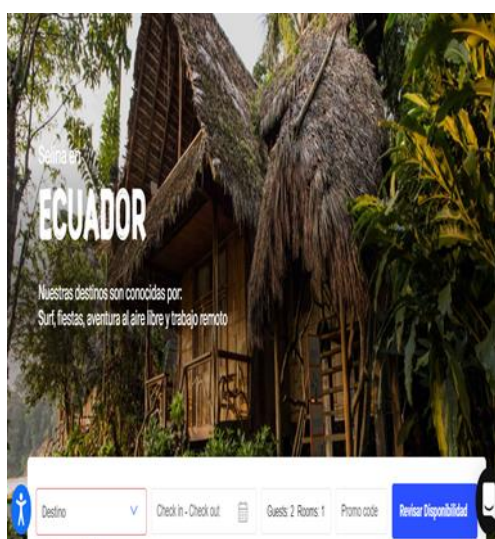 Selina en
ECUADOR
Nuestras destinos son conocidas por:
Surf, fiestas, aventura al aire libre y trabajo remoto
Destino
Check in - Check out
Guests: 2 Rooms: 1
Promo code
Revisar Disponibilidad